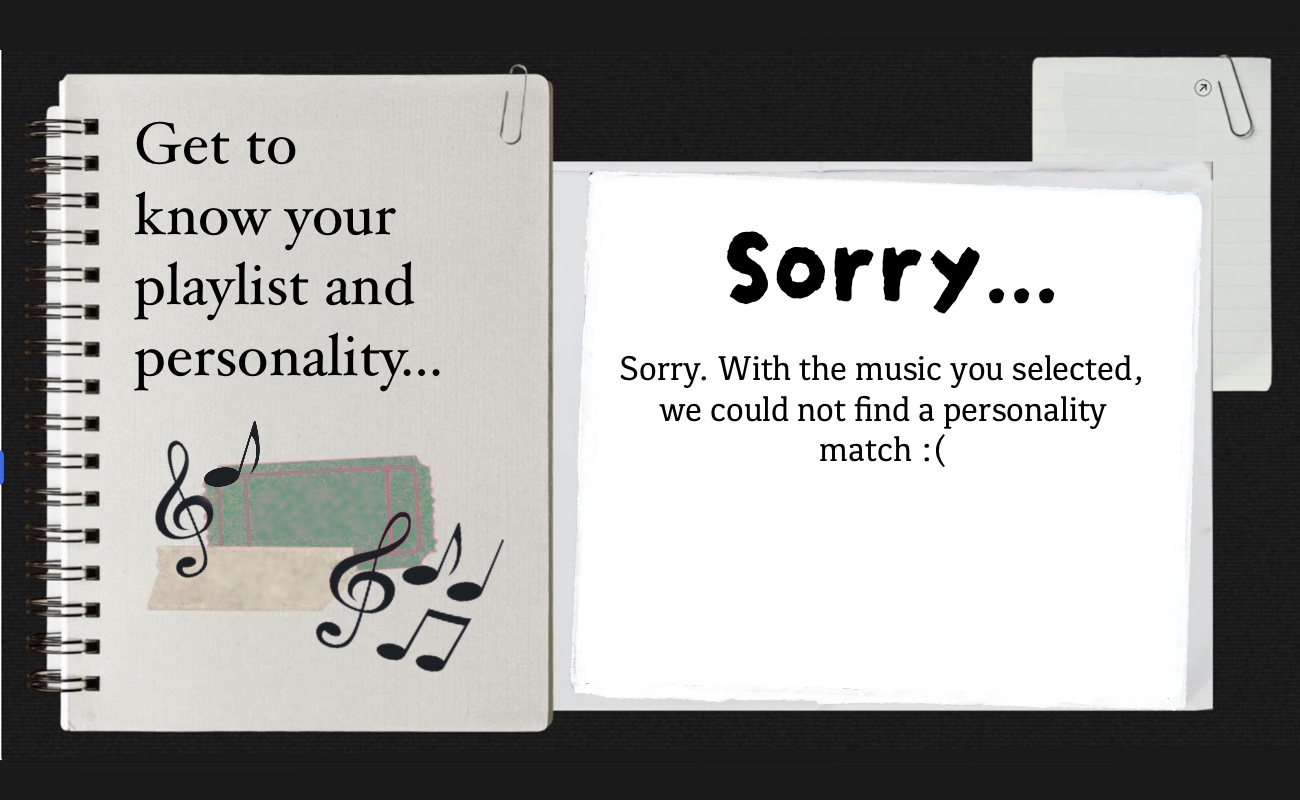 Get to
know your
playlist and
personality...
Sorry...
Sorry. With the music you selected,
we could not find a personality
match :(